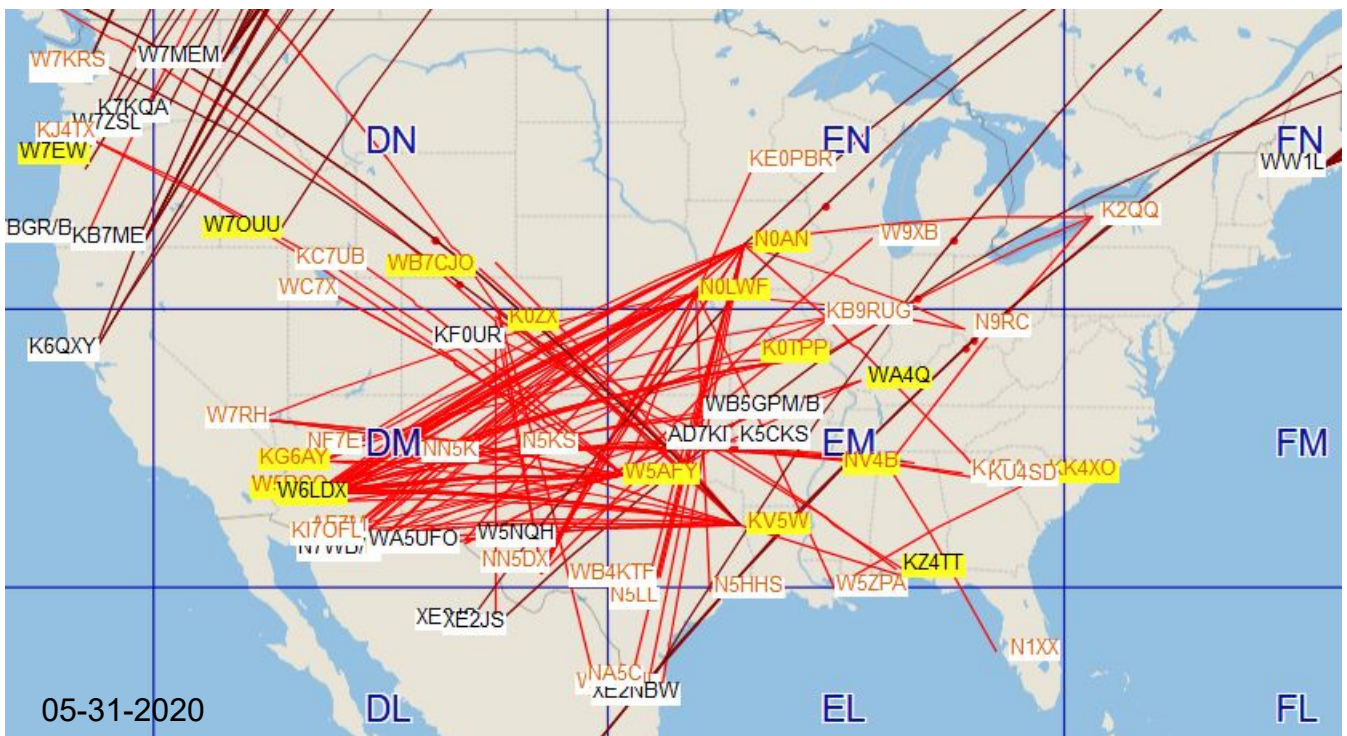 W7KRS
W7MEM
K7KQA
W7ZSL
KJ4TX
W7EW
DN
EN
FN
KE0PBR
WW1L
BGR/B
KB7ME
W7OUU
K2QQ
W9XB
N0AN
KC7UB
WB7CJO
WC7X
N0LWF
KB9RUG
K0ZX
N9RC
KF0UR
K6QXY
K0TPP
WA4Q
W7RH
WB5GPM/B
NF7E
DM
NN5K
N5KS
AD7KI
K5CKS
EM
FM
KG6AY
W5AFY
NV4B
KU4SD
K4XO
W6LDX
KI7OFL
N7WB/
WA5UFO
W5NQH
KV5W
NN5DX
WB4KTF
N5LL
N5HHS
W5ZPA
KZ4TT
XE2JS
N1XX
NA5C
XE2NBW
05-31-2020
DL
EL
FL